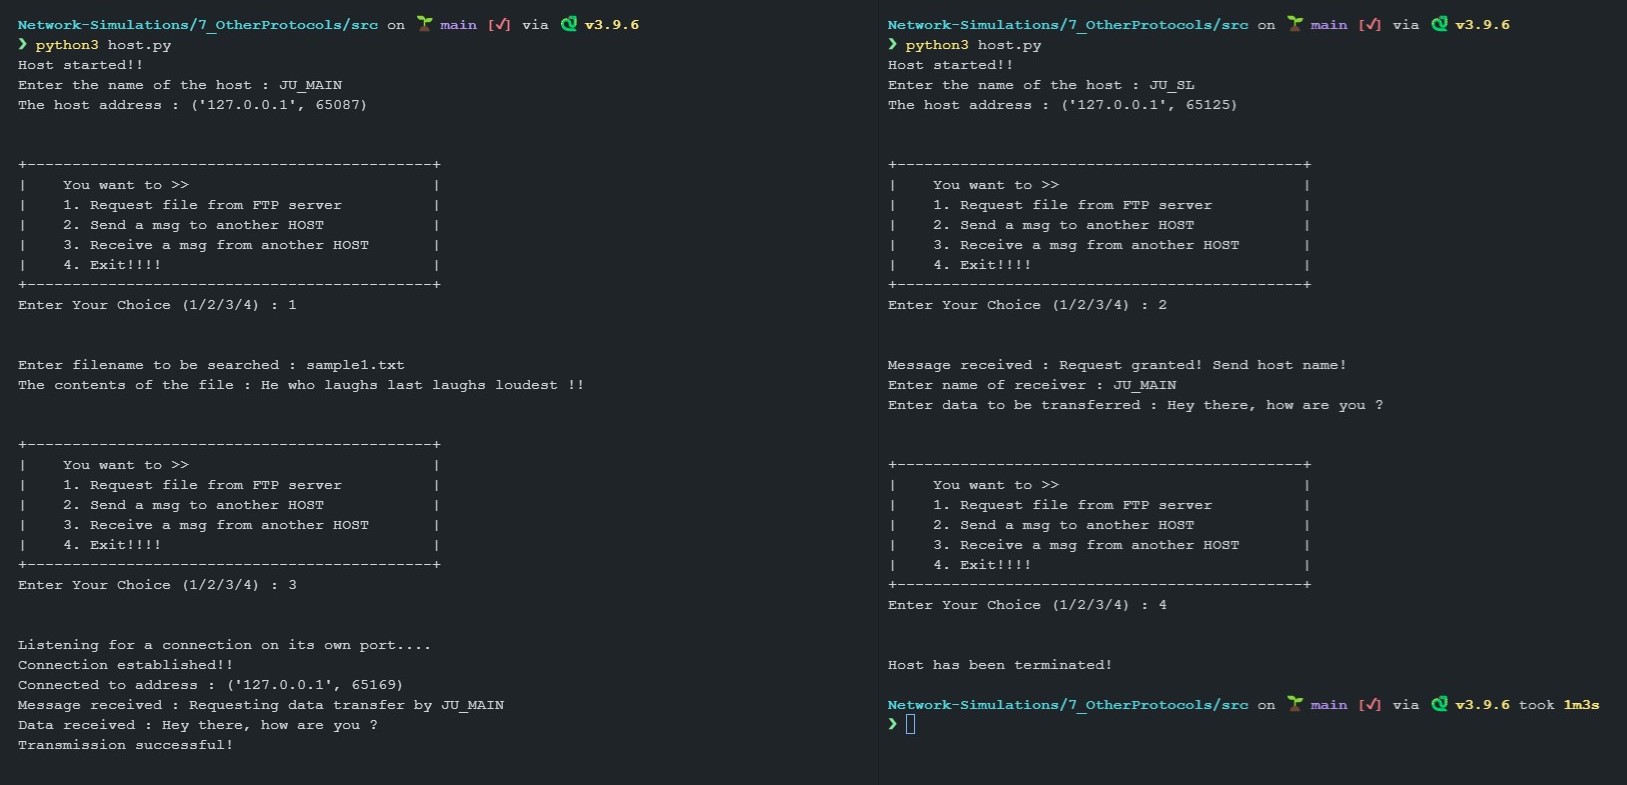 Network-Simulations/7_OtherProtocols/src on 🌱 main [✓] via 🐍 v3.9.6
❯ python3 host.py
Host started!!
Enter the name of the host : JU_MAIN
The host address : ('127.0.0.1', 65087)
+---------------------------------------------+
|    You want to >>                           |
|    1. Request file from FTP server          |
|    2. Send a msg to another HOST            |
|    3. Receive a msg from another HOST       |
|    4. Exit!!!!                              |
+---------------------------------------------+
Enter Your Choice (1/2/3/4) : 1
Enter filename to be searched : sample1.txt
The contents of the file : He who laughs last laughs loudest !!
+---------------------------------------------+
|    You want to >>                           |
|    1. Request file from FTP server          |
|    2. Send a msg to another HOST            |
|    3. Receive a msg from another HOST       |
|    4. Exit!!!!                              |
+---------------------------------------------+
Enter Your Choice (1/2/3/4) : 3
Listening for a connection on its own port....
Connection established!!
Connected to address : ('127.0.0.1', 65169)
Message received : Requesting data transfer by JU_MAIN
Data received : Hey there, how are you ?
Transmission successful!
Network-Simulations/7_OtherProtocols/src on 🌱 main [✓] via 🐍 v3.9.6
❯ python3 host.py
Host started!!
Enter the name of the host : JU_SL
The host address : ('127.0.0.1', 65125)
+---------------------------------------------+
|    You want to >>                           |
|    1. Request file from FTP server          |
|    2. Send a msg to another HOST            |
|    3. Receive a msg from another HOST       |
|    4. Exit!!!!                              |
+---------------------------------------------+
Enter Your Choice (1/2/3/4) : 2
Message received : Request granted! Send host name!
Enter name of receiver : JU_MAIN
Enter data to be transferred : Hey there, how are you ?
+---------------------------------------------+
|    You want to >>                           |
|    1. Request file from FTP server          |
|    2. Send a msg to another HOST            |
|    3. Receive a msg from another HOST       |
|    4. Exit!!!!                              |
+---------------------------------------------+
Enter Your Choice (1/2/3/4) : 4
Host has been terminated!
Network-Simulations/7_OtherProtocols/src on 🌱 main [✓] via 🐍 v3.9.6 took 1m3s
❯